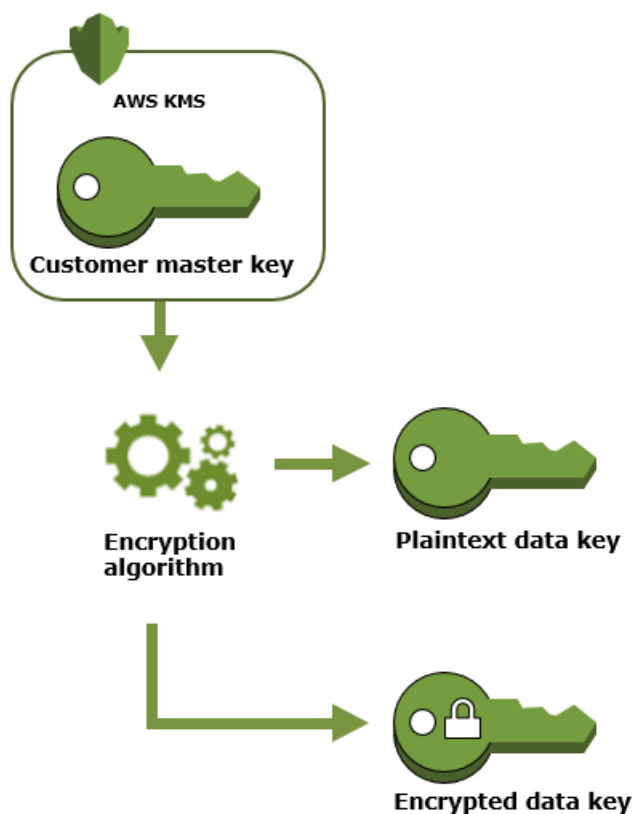 AWS KMS
Customer master key
Encryption
algorithm
Plaintext data key
Encrypted data key